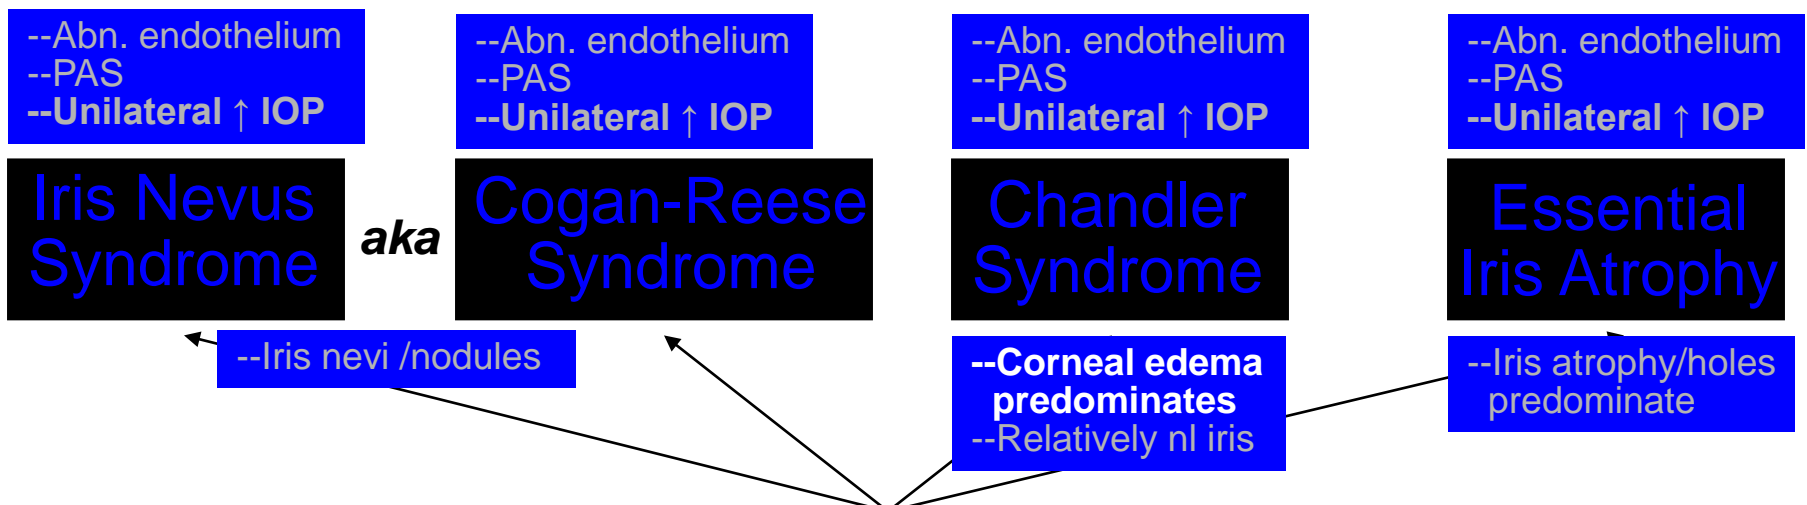 --Abn. endothelium
--PAS
--Unilateral ↑ IOP
--Abn. endothelium
--PAS
--Unilateral ↑ IOP
--Abn. endothelium
--PAS
--Unilateral ↑ IOP
--Abn. endothelium
--PAS
--Unilateral ↑ IOP
Iris Nevus
Syndrome
aka
Cogan-Reese
Syndrome
Chandler
Syndrome
Essential
Iris Atrophy
--Iris nevi /nodules
--Corneal edema
predominates
--Relatively nl iris
--Iris atrophy/holes
predominate